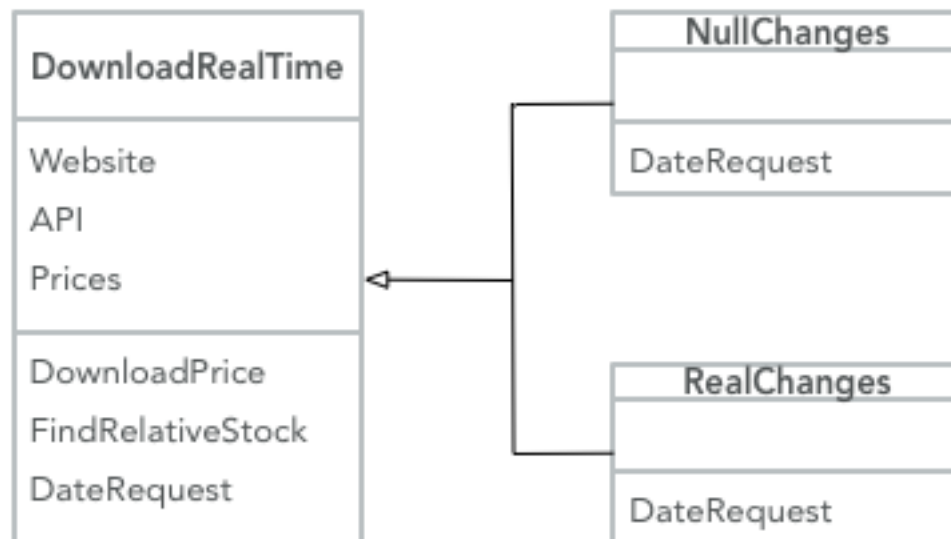 DownloadRealTime
Website
API
Prices
DownloadPrice
FindRelativeStock
DateRequest
NullChanges
DateRequest
RealChanges
DateRequest